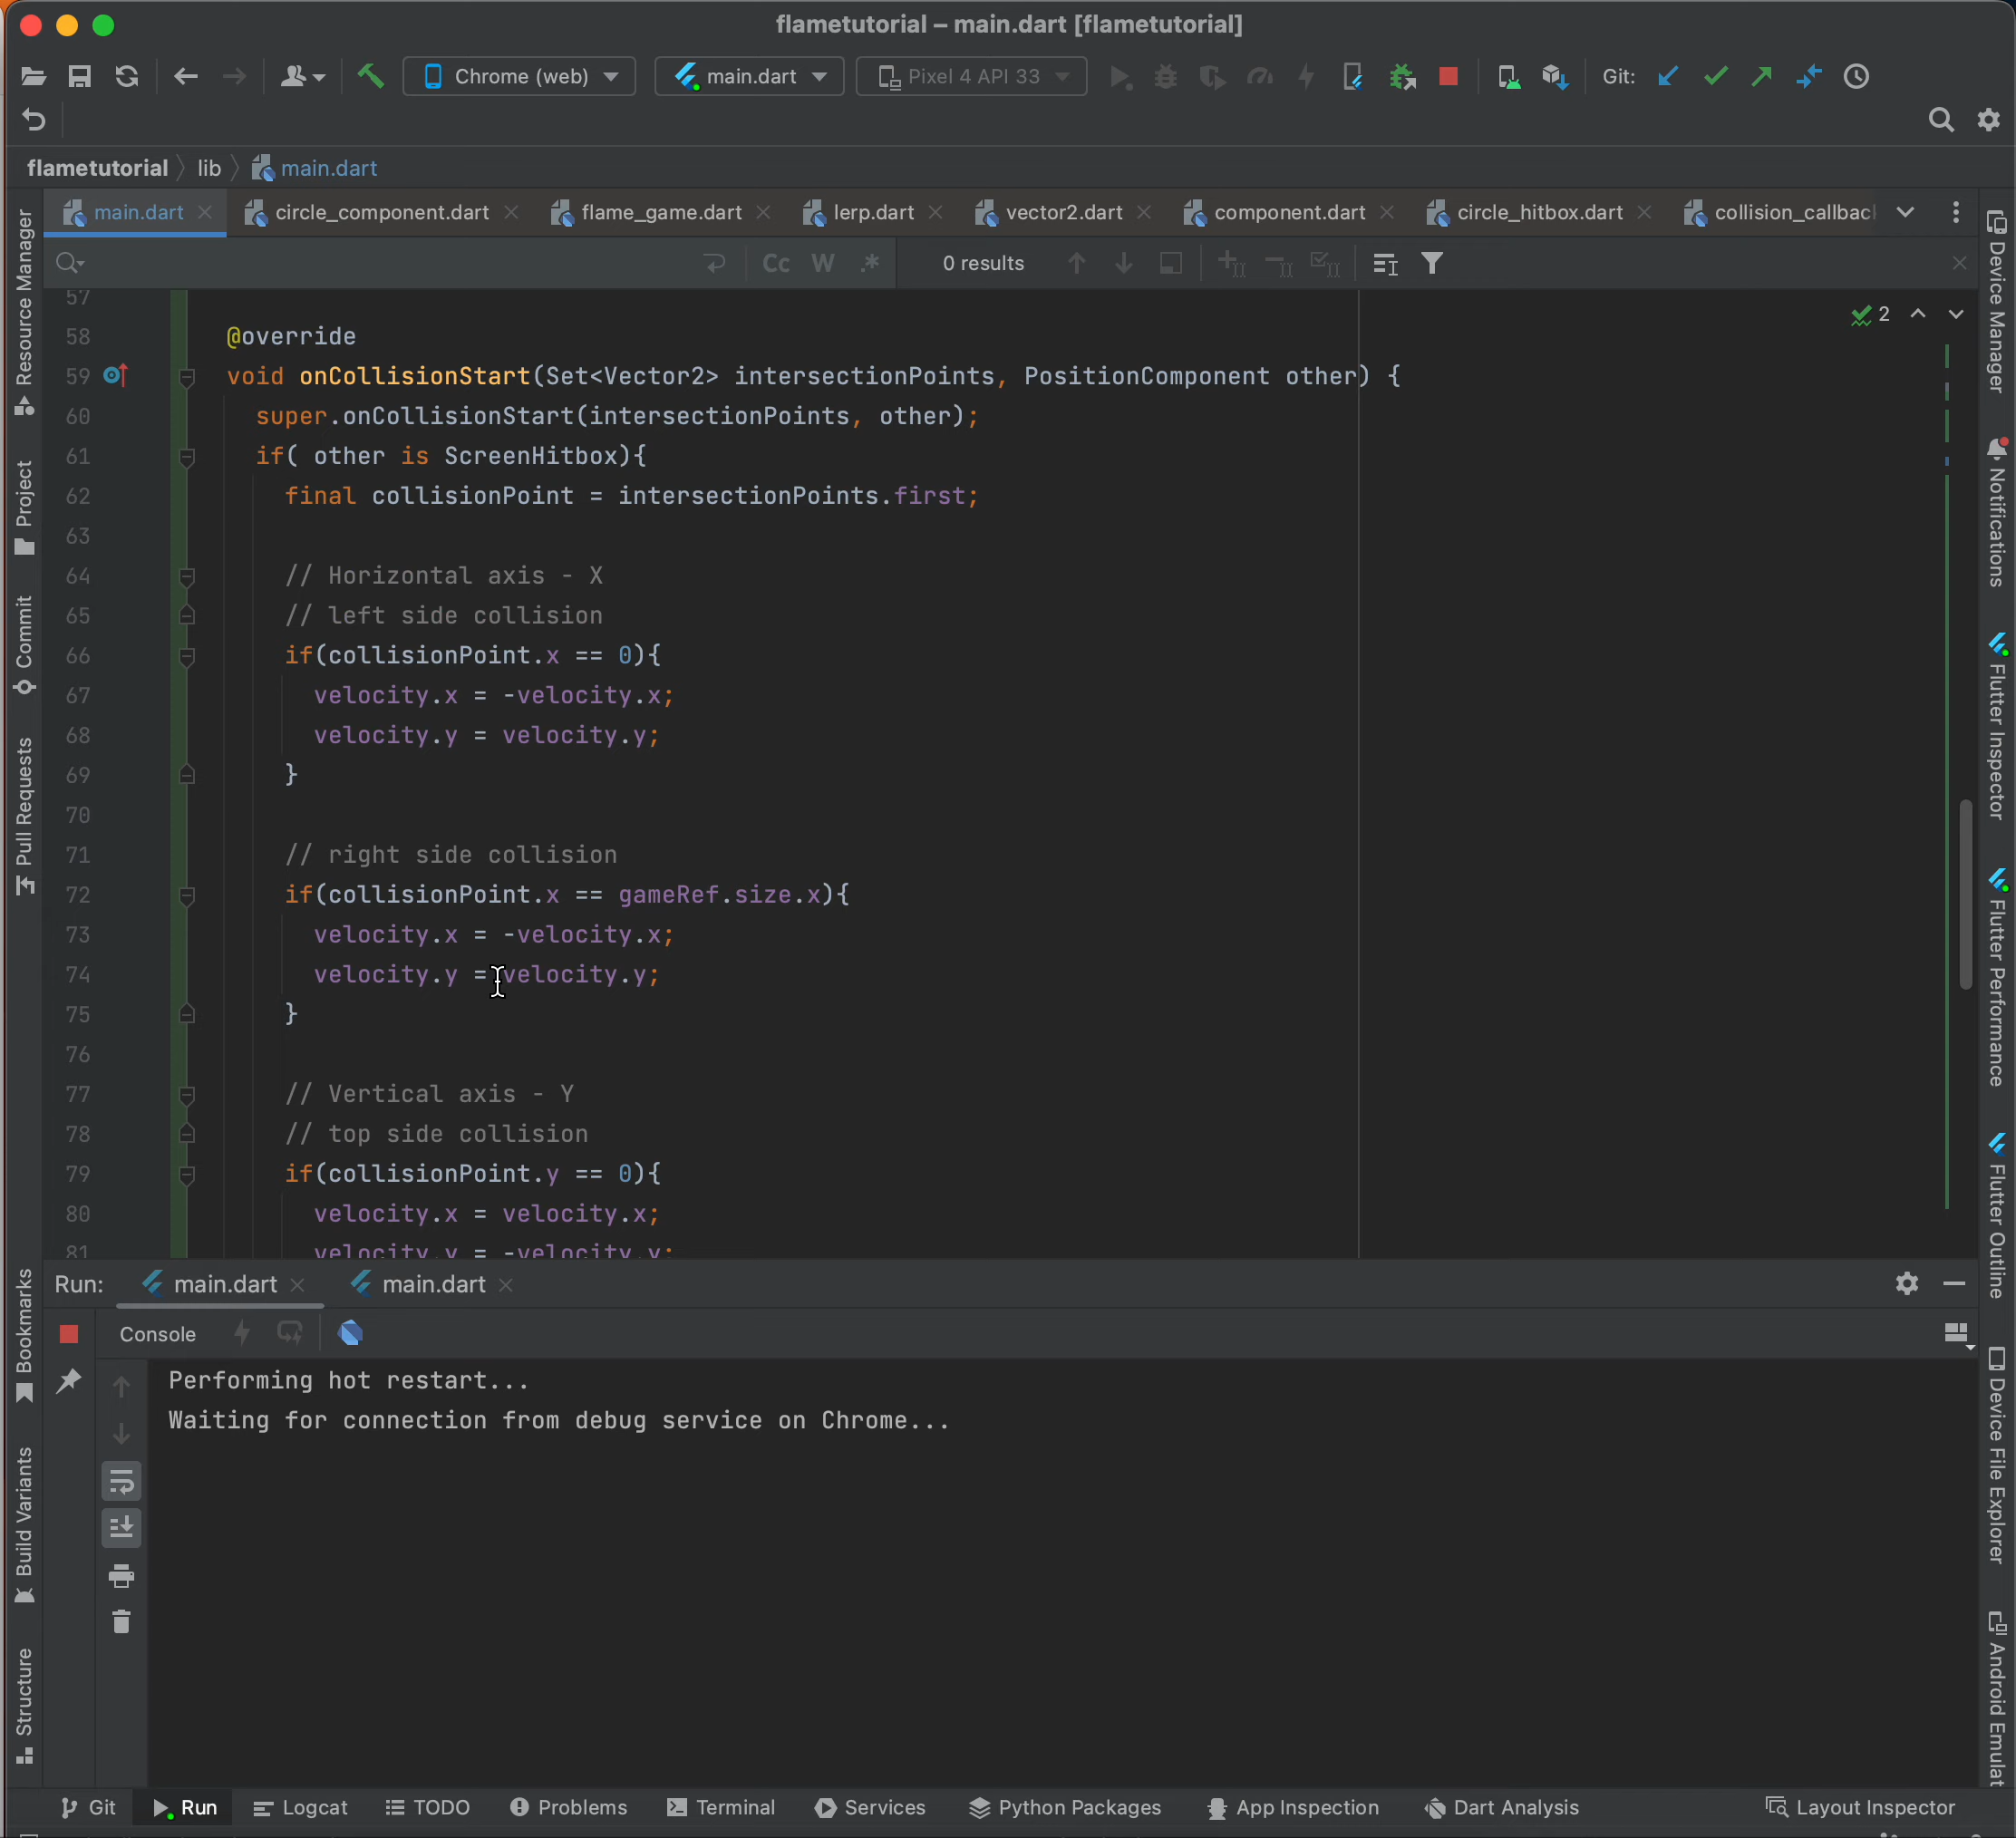 flametutorial – main.dart [flametutorial]
Chrome (web) main.dart Pixel 4 API 33 Git:
flametutorial lib main.dart
main.dart circle_component.dart flame_game.dart lerp.dart vector2.dart component.dart circle_hitbox.dart collision_callbac
Cc W .* 0 results
57
58 @override
2
59 void onCollisionStart(Set<Vector2> intersectionPoints, PositionComponent other) {
60 super.onCollisionStart(intersectionPoints, other);
61 if( other is ScreenHitbox){
62 final collisionPoint = intersectionPoints.first;
63
64 // Horizontal axis - X
65 // left side collision
66 if(collisionPoint.x == 0){
67 velocity.x = -velocity.x;
68 velocity.y = velocity.y;
69 }
70
71 // right side collision
72 if(collisionPoint.x == gameRef.size.x){
73 velocity.x = -velocity.x;
74 velocity.y = velocity.y;
75 }
76
77 // Vertical axis - Y
78 // top side collision
79 if(collisionPoint.y == 0){
80 velocity.x = velocity.x;
81 velocity.y = -velocity.y;
Run: main.dart main.dart
Console
Performing hot restart...
Waiting for connection from debug service on Chrome...
Git Run Logcat TODO Problems Terminal Services Python Packages App Inspection Dart Analysis Layout Inspector
Resource Manager
Project
Commit
Pull Requests
Bookmarks
Build Variants
Structure
Device Manager
Notifications
Flutter Inspector
Flutter Performance
Flutter Outline
Device File Explorer
Android Emulat